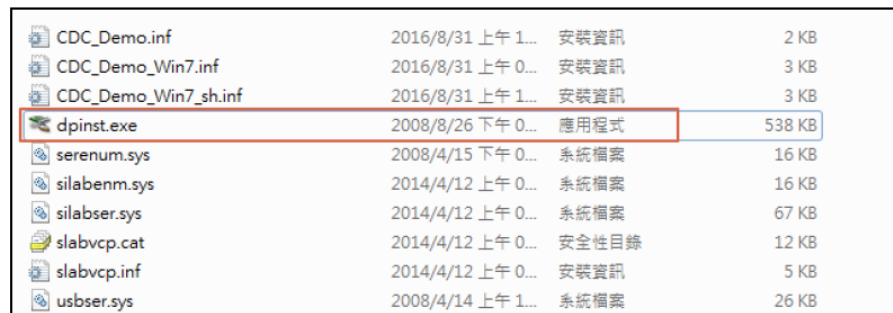 CDC_Demo.inf 2016/8/31 上午 1... 安裝資訊 2 KB
CDC_Demo_Win7.inf 2016/8/31 上午 0... 安裝資訊 3 KB
CDC_Demo_Win7_sh.inf 2016/8/31 上午 1... 安裝資訊 3 KB
dpinst.exe 2008/8/26 下午 0... 應用程式 538 KB
serenum.sys 2008/4/15 下午 0... 系統檔案 16 KB
silabenm.sys 2014/4/12 上午 0... 系統檔案 16 KB
silabser.sys 2014/4/12 上午 0... 系統檔案 67 KB
slabvcp.cat 2014/4/12 上午 0... 安全性目錄 12 KB
slabvcp.inf 2014/4/12 上午 0... 安裝資訊 5 KB
usbser.sys 2008/4/14 上午 1... 系統檔案 26 KB